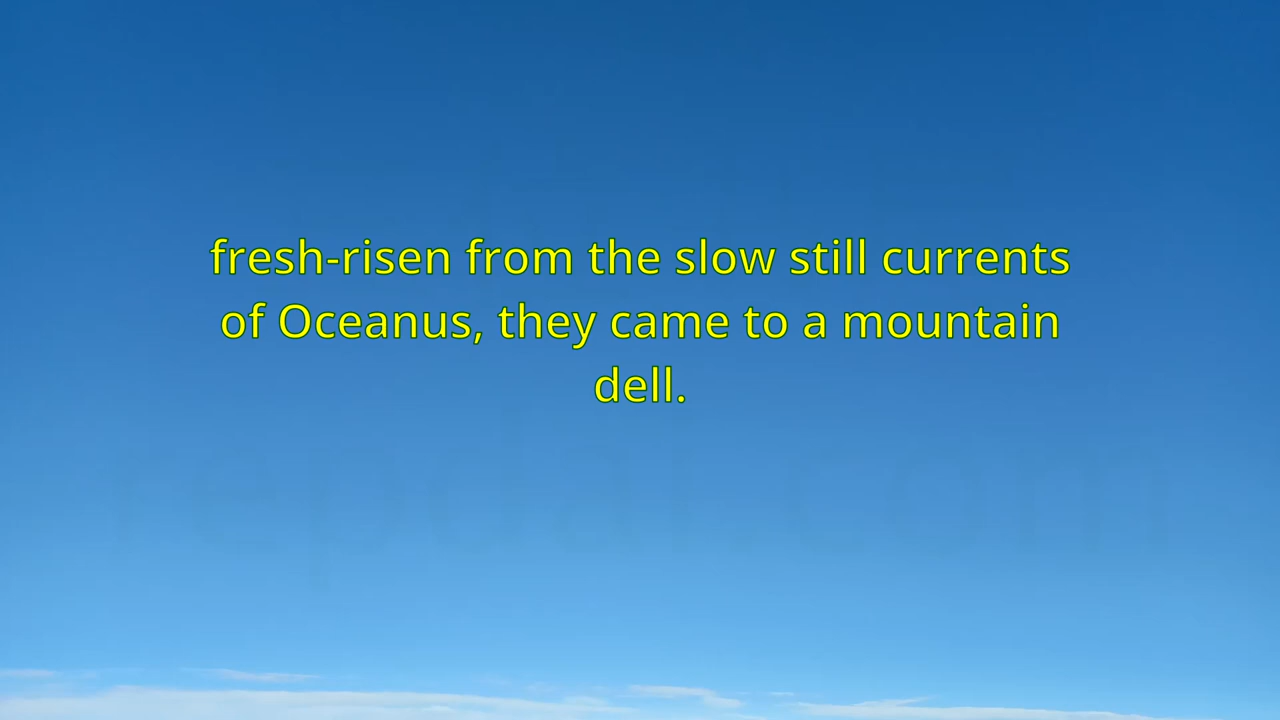 fresh-risen from the slow still currents
of Oceanus, they came to a mountain
dell.